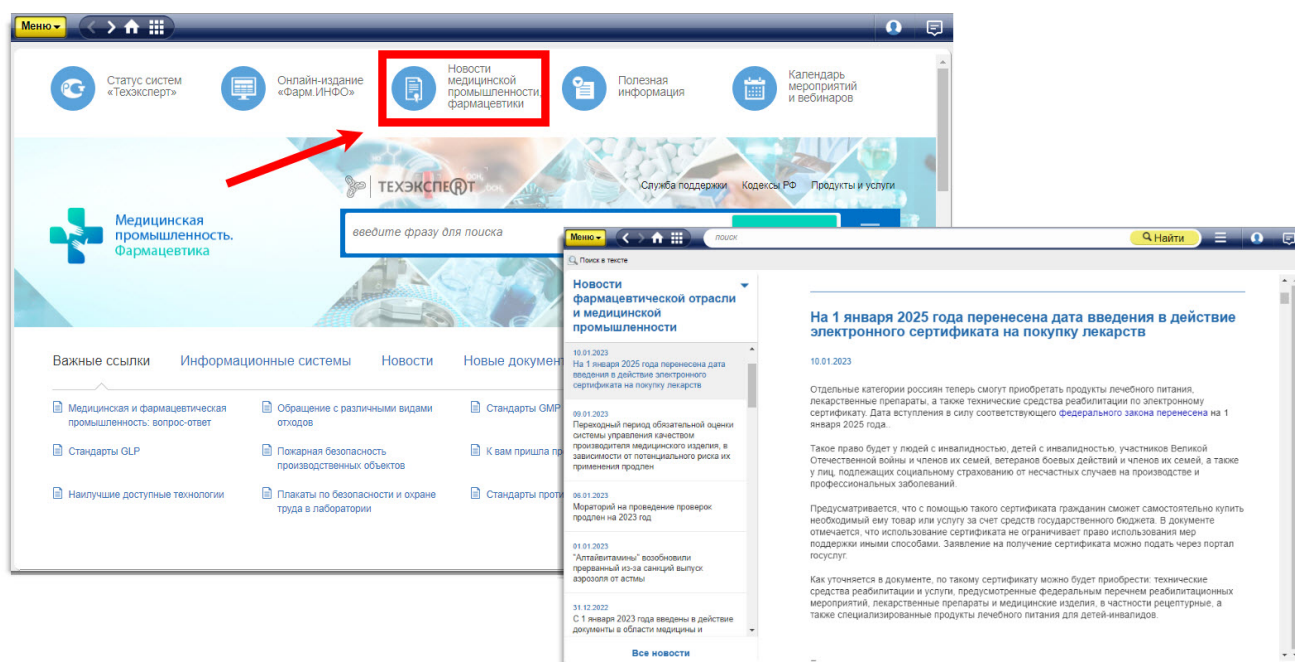 Меню
Статус систем
«Техэксперт»
Онлайн-издание
«Фарм.ИНФО»
Новости
медицинской
промышленности,
фармацевтики
Полезная
информация
Календарь
мероприятий
и вебинаров
ТЕХЭКСПЕРТ
Служба поддержки Кодексы РФ Продукты и услуги
Медицинская
промышленность.
Фармацевтика
введите фразу для поиска
Важные ссылки Информационные системы Новости Новые докумен
Медицинская и фармацевтическая
промышленность: вопрос-ответ
Обращение с различными видами
отходов
Стандарты GMP
Стандарты GLP
Пожарная безопасность
производственных объектов
К вам пришла
Наилучшие доступные технологии
Плакаты по безопасности и охране
труда в лаборатории
Стандарты
Меню
поиск
Найти
Поиск в тексте
Новости
фармацевтической отрасли
и медицинской
промышленности
10.01.2023
На 1 января 2025 года перенесена дата
введения в действие электронного
сертификата на покупку лекарств
09.01.2023
Переходный период обязательной оценки
системы управления качеством
производителя медицинского изделия, в
зависимости от потенциального риска их
применения продлен
06.01.2023
Мораторий на проведение проверок
продлен на 2023 год
01.01.2023
"Алтайвитамины" возобновили
прерванный из-за санкций выпуск
аэрозоля от астмы
31.12.2022
С 1 января 2023 года введены в действие
документы в области медицины и
Все новости
На 1 января 2025 года перенесена дата введения в действие
электронного сертификата на покупку лекарств
10.01.2023
Отдельные категории россиян теперь смогут приобретать продукты лечебного питания,
лекарственные препараты, а также технические средства реабилитации по электронному
сертификату. Дата вступления в силу соответствующего федерального закона перенесена на 1
января 2025 года.
Такое право будет у людей с инвалидностью, детей с инвалидностью, участников Великой
Отечественной войны и членов их семей, ветеранов боевых действий и членов их семей, а также
у лиц, подлежащих социальному страхованию от несчастных случаев на производстве и
профессиональных заболеваний.
Предусматривается, что с помощью такого сертификата гражданин сможет самостоятельно купить
необходимый ему товар или услугу за счет средств государственного бюджета. В документе
отмечается, что использование сертификата не ограничивает право использования мер
поддержки иными способами. Заявление на получение сертификата можно подать через портал
госуслуг.
Как уточняется в документе, по такому сертификату можно будет приобрести: технические
средства реабилитации и услуги, предусмотренные федеральным перечнем реабилитационных
мероприятий, лекарственные препараты и медицинские изделия, в частности рецептурные, а
также специализированные продукты лечебного питания для детей-инвалидов.